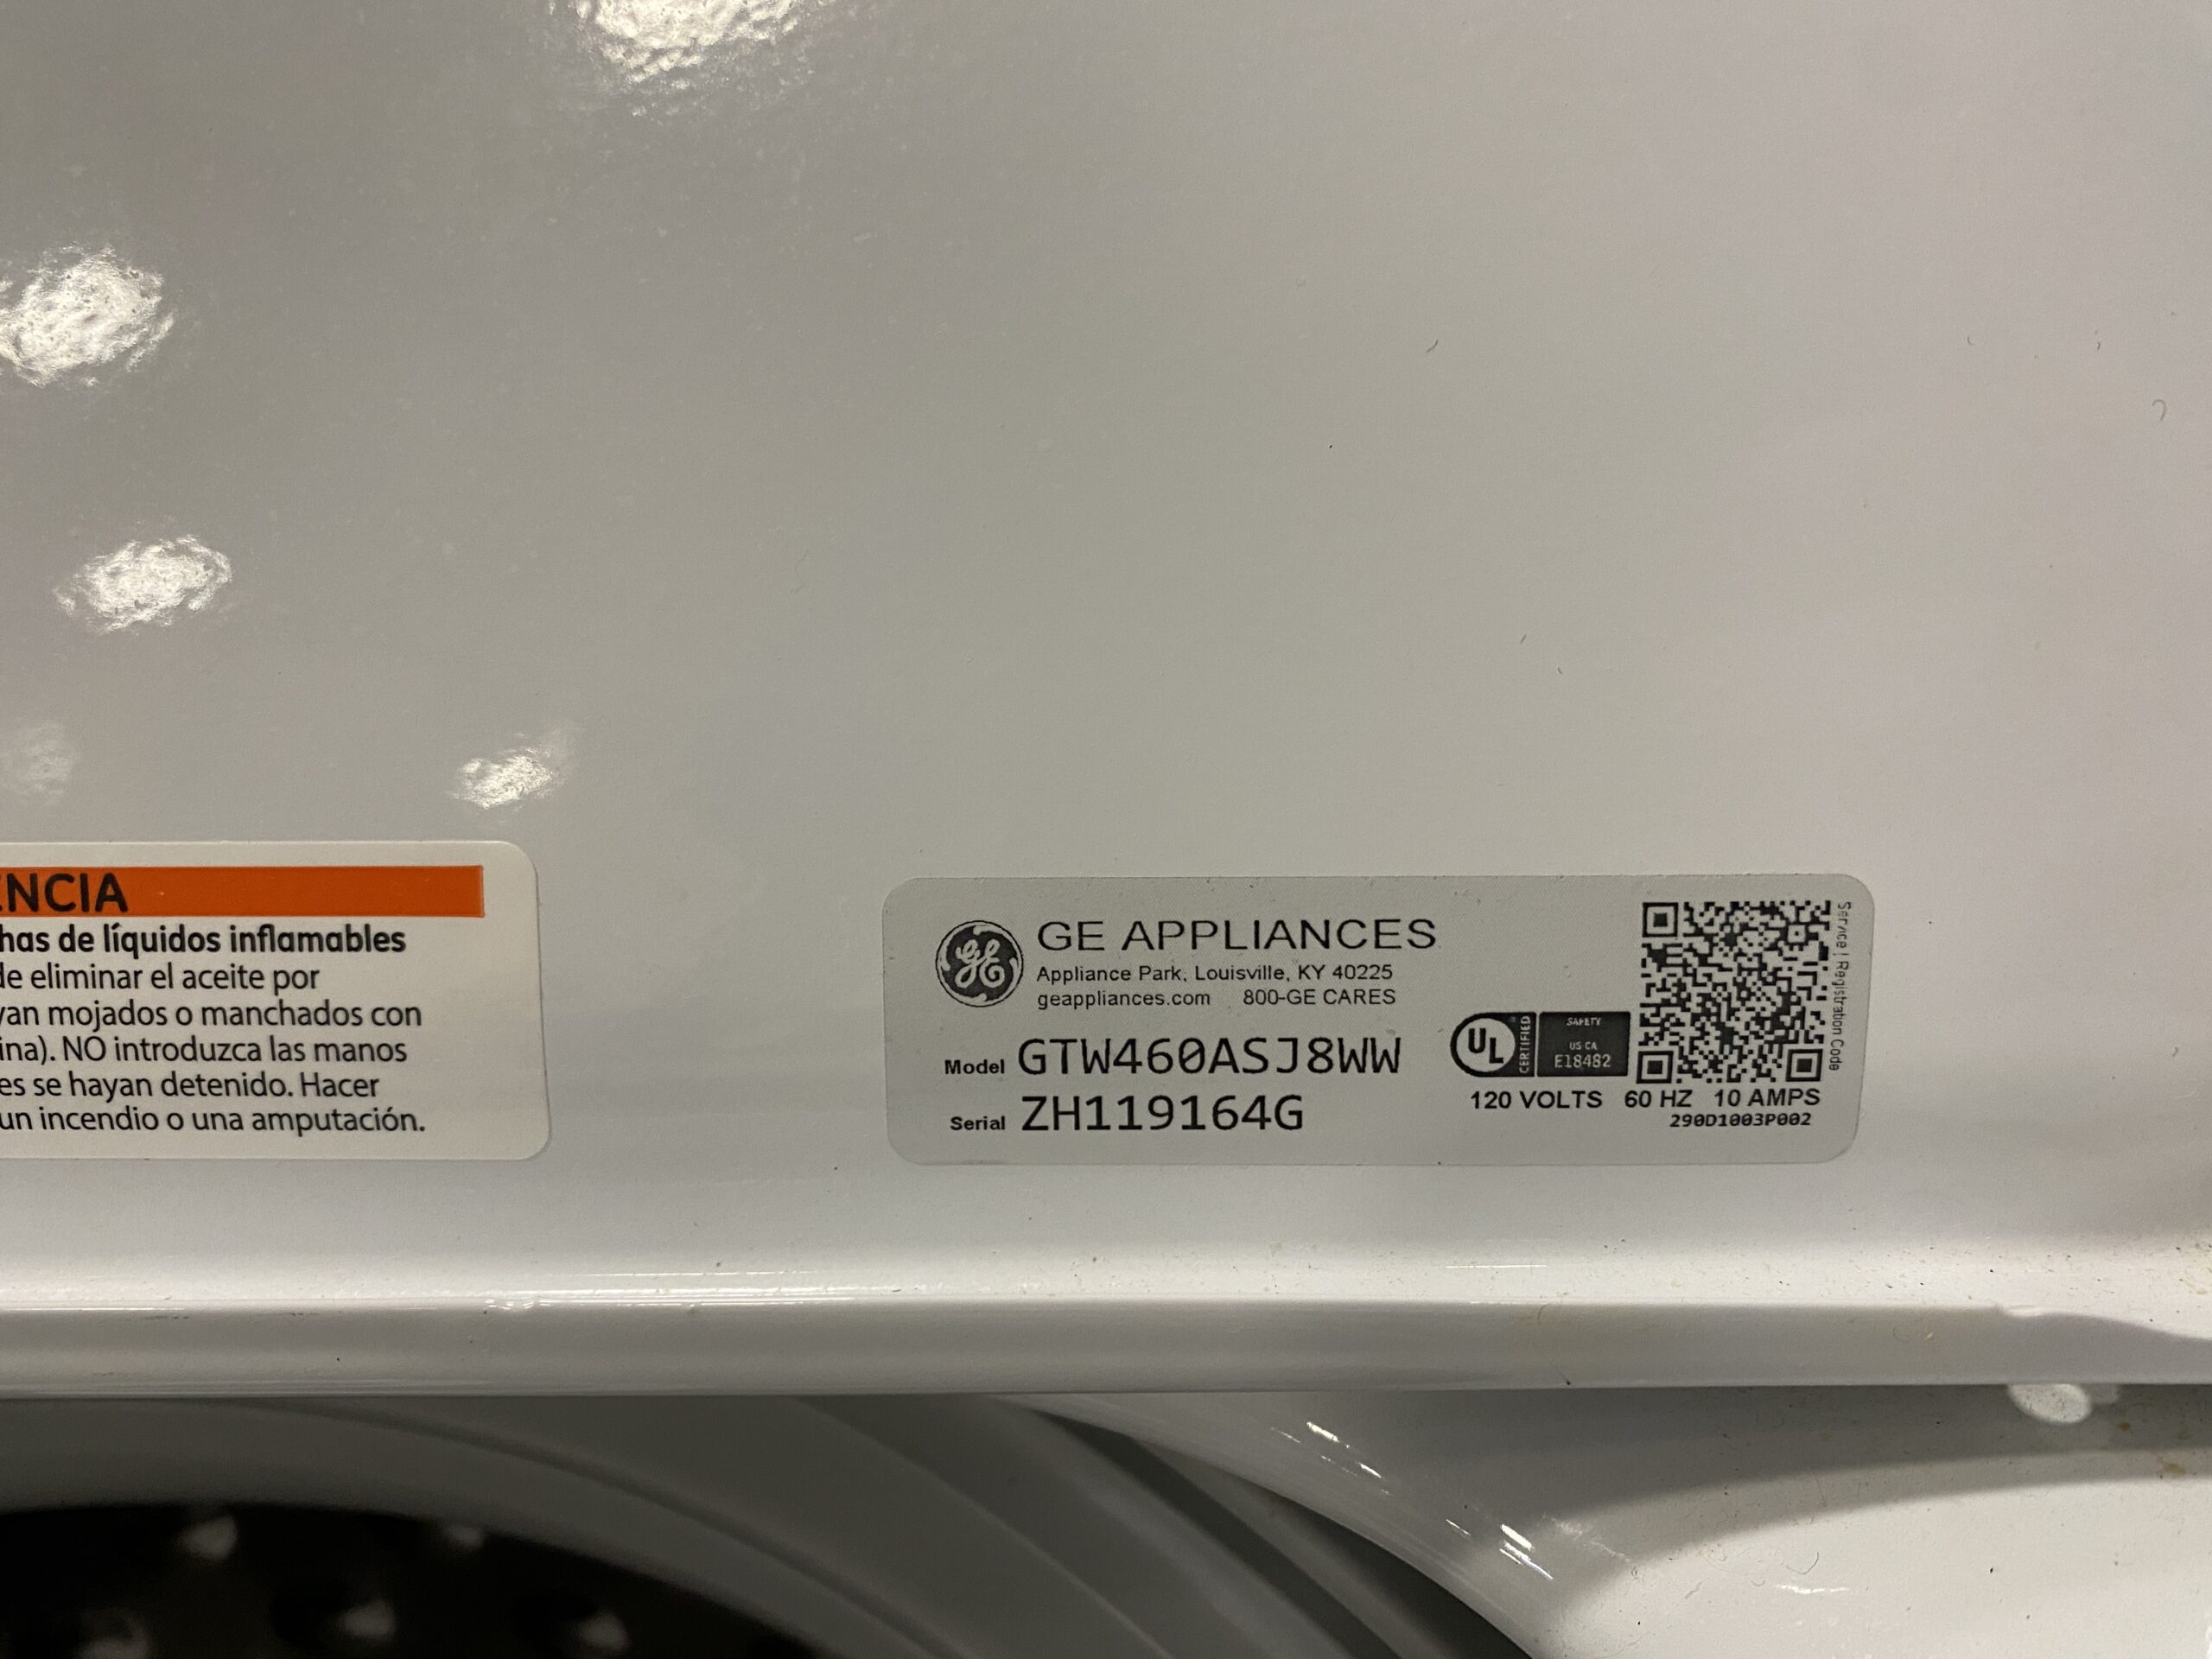 ENCIA
has de líquidos inflamables
de eliminar el aceite por
yan mojados o manchados con
ina). NO introduzca las manos
es se hayan detenido. Hacer
un incendio o una amputación.
GE
GE APPLIANCES
Appliance Park, Louisville, KY 40225
geappliances.com 800-GE CARES
Model GTW460ASJ8WW
Serial ZH119164G
UL CERTIFIED
SAFETY
US CA
E18482
Service | Registration Code
120 VOLTS 60 HZ 10 AMPS
290D1003P002